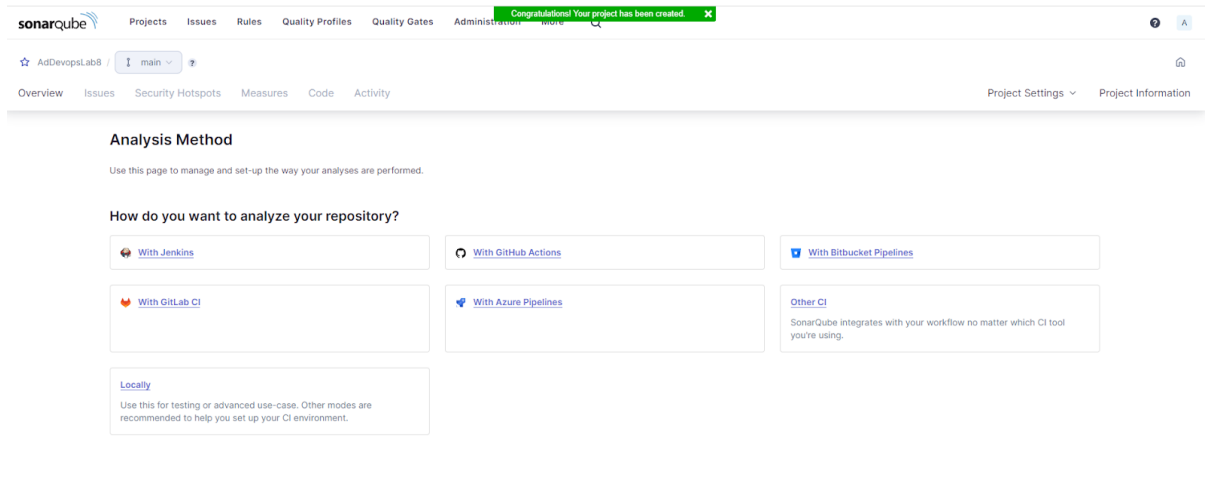 Congratulations! Your project has been created.
sonarqube Projects Issues Rules Quality Profiles Quality Gates Administration More A
AdDevopsLab8 / main ?
Overview Issues Security Hotspots Measures Code Activity Project Settings Project Information
Analysis Method
Use this page to manage and set-up the way your analyses are performed.
How do you want to analyze your repository?
With Jenkins With GitHub Actions With Bitbucket Pipelines
With GitLab CI With Azure Pipelines Other CI
SonarQube integrates with your workflow no matter which CI tool
you're using.
Locally
Use this for testing or advanced use-case. Other modes are
recommended to help you set up your CI environment.